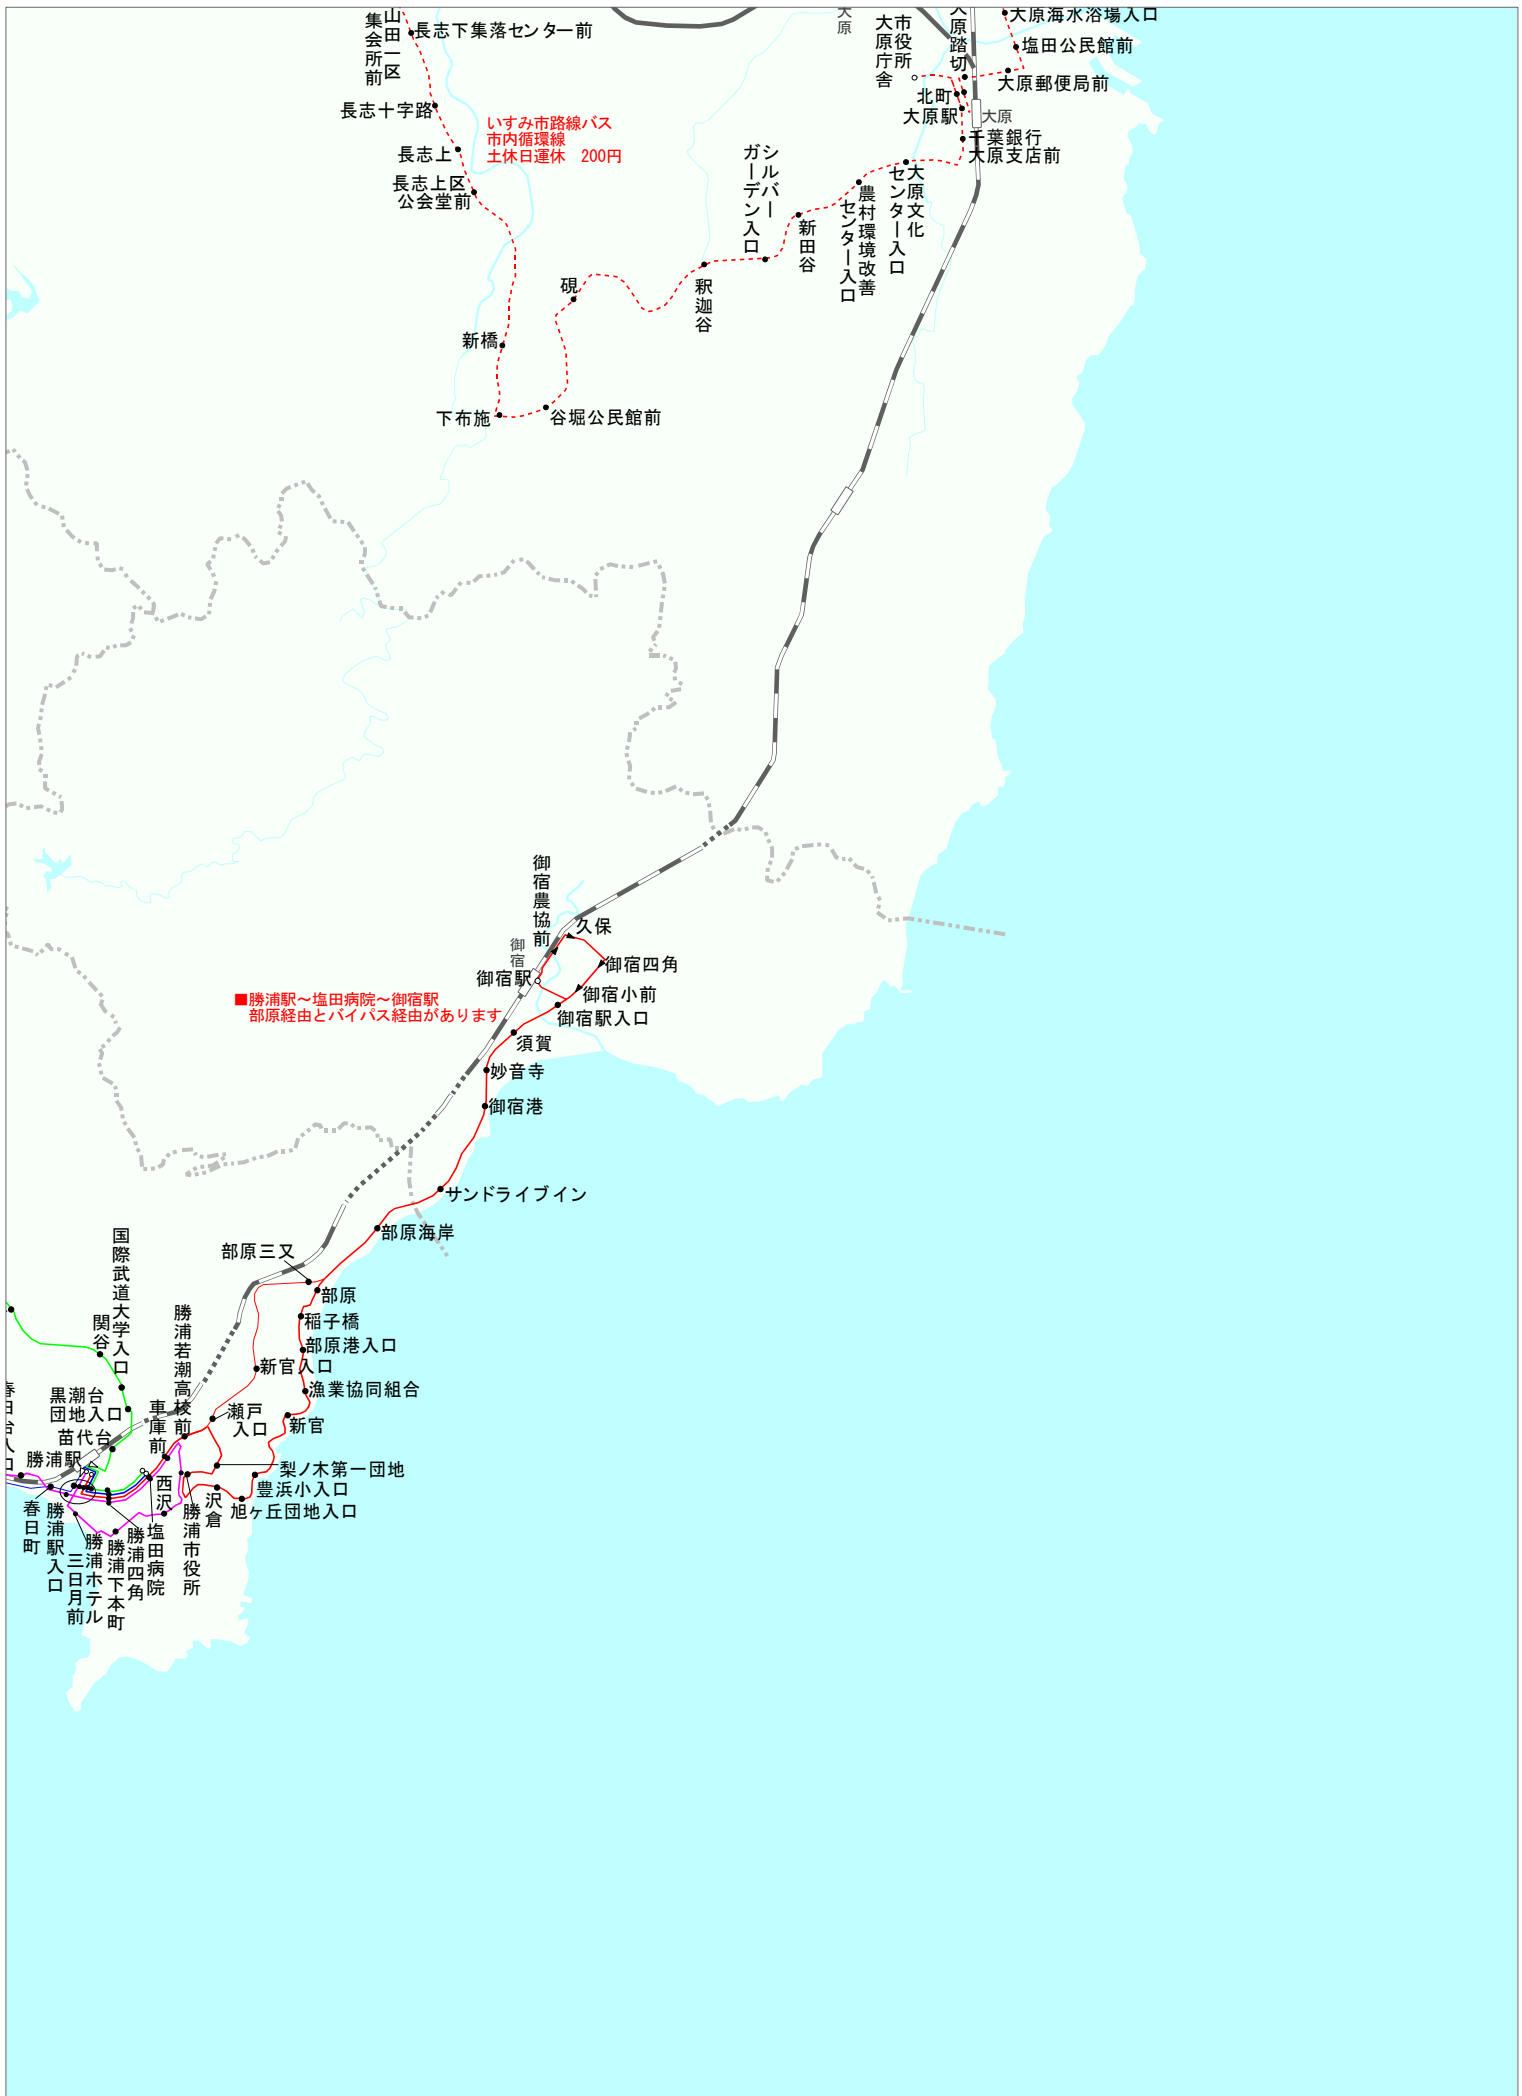 山田一区
集会所前
長志下集落センター前
長志十字路
長志上
長志上区
公会堂前
いすみ市路線バス
市内循環線
土休日運休　200円
新橋
下布施
谷堀公民館前
硯
釈迦谷
シルバー
ガーデン入口
新田谷
農村環境改善
センター入口
大原文化
センター入口
大原
市役所
大原庁舎
大原踏切
大原海水浴場入口
塩田公民館前
大原郵便局前
北町
大原駅
大原
千葉銀行
大原支店前
御宿農協前
久保
御宿
御宿駅
御宿四角
御宿小前
御宿駅入口
■勝浦駅～塩田病院～御宿駅
部原経由とバイパス経由があります
須賀
妙音寺
御宿港
サンドライブイン
部原海岸
部原三又
部原
稲子橋
部原港入口
新官入口
漁業協同組合
新官
瀬戸
入口
梨ノ木第一団地
豊浜小入口
旭ヶ丘団地入口
沢倉
勝浦市役所
西沢
国際武道大学入口
関谷
勝浦若潮高校前
車庫前
黒潮台
団地入口
苗代台
勝浦駅
春日台入口
春日町
勝浦駅入口
勝浦ホテル
三日月前
勝浦下本町
勝浦四角
塩田病院